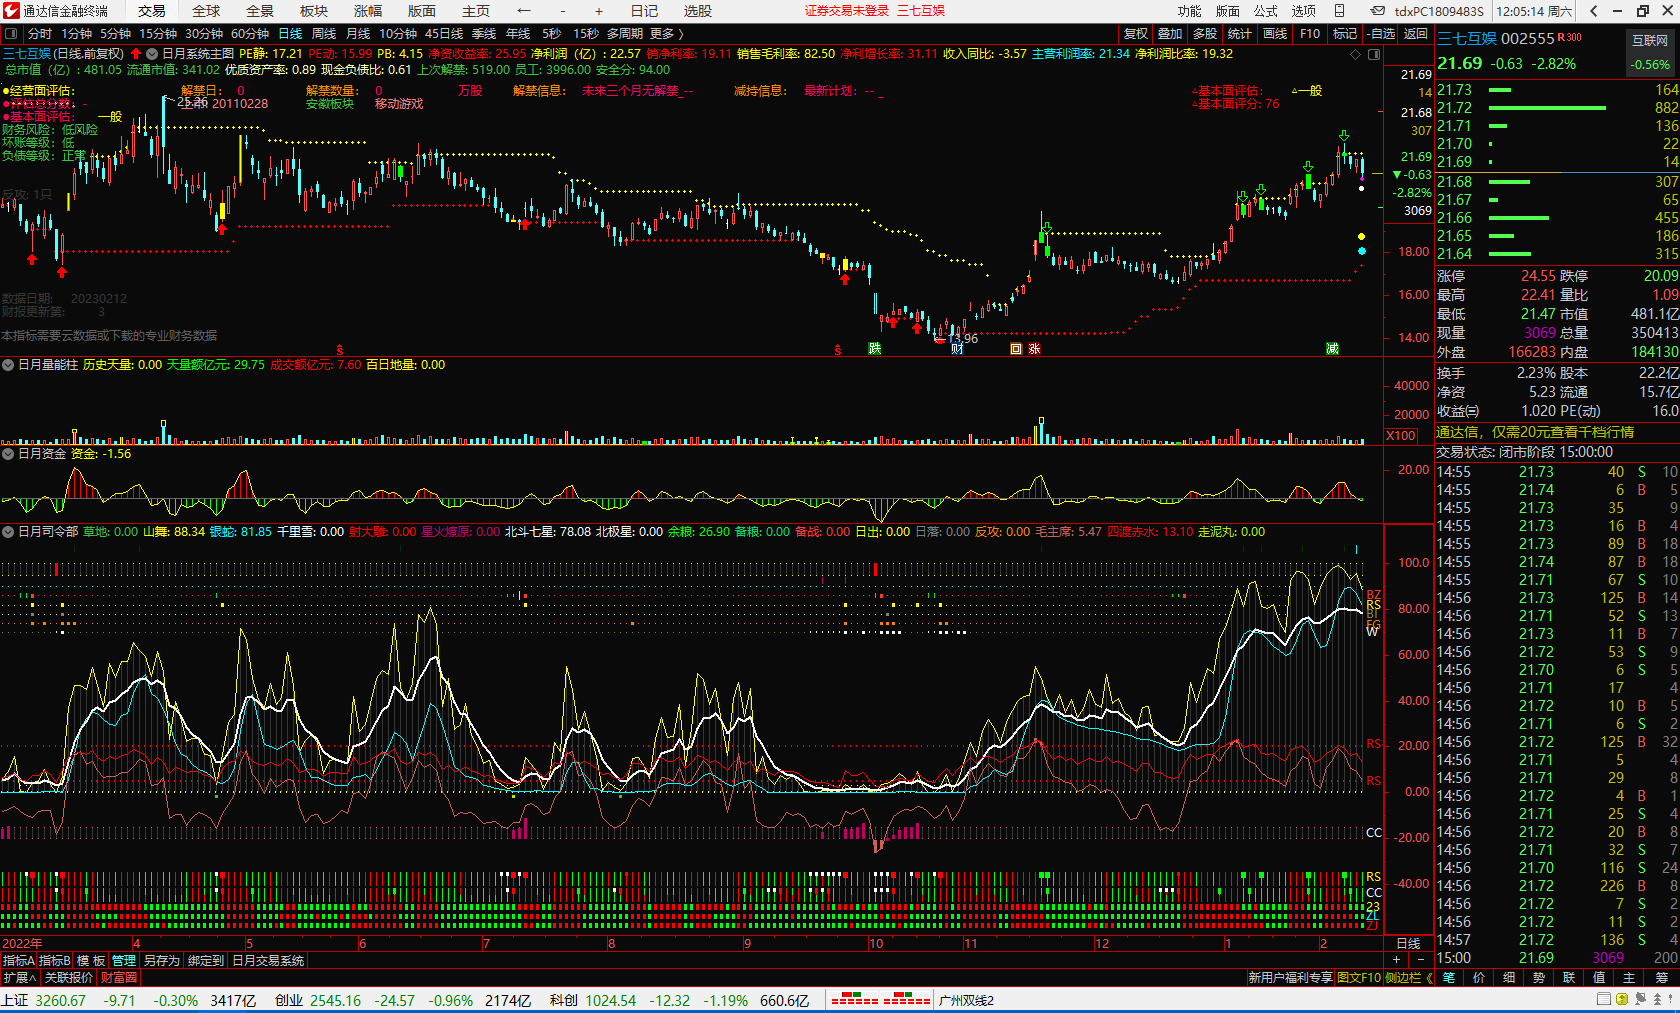 通达信金融终端 交易 全球 全景 板块 涨幅 版面 主页 ← - + 日记 选股 证券交易未登录 三七互娱 功能 版面 公式 选项 tdxPC1809483S 12:05:14 周六
分时 1分钟 5分钟 15分钟 30分钟 60分钟 日线 周线 月线 10分钟 45日线 季线 年线 5秒 15秒 多周期 更多 〉 复权 叠加 多股 统计 画线 F10 标记 -自选 返回
三七互娱(日线.前复权) 日月系统主图 PE静: 17.21 PE动: 15.99 PB: 4.15 净资收益率: 25.95 净利润（亿）: 22.57 销净利率: 19.11 销售毛利率: 82.50 净利增长率: 31.11 收入同比: -3.57 主营利润率: 21.34 净利润比率: 19.32
总市值（亿）: 481.05 流通市值: 341.02 优质资产率: 0.89 现金负债比: 0.61 上次解禁: 519.00 员工: 3996.00 安全分: 94.00
●经营面评估: 解禁日: 0 解禁数量: 0 万股 解禁信息: 未来三个月无解禁_-- 减持信息: 最新计划: -- _ 基本面评估: 一般
●评估总分数: - 25.26 上市 20110228 安徽板块 移动游戏 基本面评分: 76
●基本面评估: 一般
财务风险: 低风险
坏账等级: 低
负债等级: 正常
反攻: 1只
数据日期: 20230212
财报更新第: 3
本指标需要云数据或下载的专业财务数据
13.96
跌 财 回 涨 减
21.69
14
21.68
307
21.69
▼-0.63
-2.82%
3069
18.00
16.00
14.00
日月量能柱 历史天量: 0.00 天量额亿元: 29.75 成交额亿元: 7.60 百日地量: 0.00
40000
20000
X100
日月资金 资金: -1.56
20.00
日月司令部 草地: 0.00 山舞: 88.34 银蛇: 81.85 千里雪: 0.00 射大雕: 0.00 星火燎原: 0.00 北斗七星: 78.08 北极星: 0.00 余粮: 26.90 备粮: 0.00 备战: 0.00 日出: 0.00 日落: 0.00 反攻: 0.00 毛主席: 5.47 四渡赤水: 13.10 走泥丸: 0.00
100.0
BZ
RS
80.00
FG
W
60.00
40.00
RS 20.00
RS
0.00
CC -20.00
RS
-40.00
CC
23
ZL
ZJ
2022年 4 5 6 7 8 9 10 11 12 1 2 日线
指标A 指标B 模 板 管理 另存为 绑定到 日月交易系统 + -
扩展∧ 关联报价 财富圈 新用户福利专享 图文F10 侧边栏《 笔 价 细 势 联 值 主 筹
上证 3260.67 -9.71 -0.30% 3417亿 创业 2545.16 -24.57 -0.96% 2174亿 科创 1024.54 -12.32 -1.19% 660.6亿 广州双线2
三七互娱 002555 R 300 互联网
21.69 -0.63 -2.82% -0.56%
21.73 164
21.72 882
21.71 136
21.70 22
21.69 14
21.68 307
21.67 65
21.66 455
21.65 186
21.64 315
涨停 24.55 跌停 20.09
最高 22.41 量比 1.09
最低 21.47 市值 481.1亿
现量 3069 总量 350413
外盘 166283 内盘 184130
换手 2.23% 股本 22.2亿
净资 5.23 流通 15.7亿
收益㈢ 1.020 PE(动) 16.0
通达信，仅需20元查看千档行情
交易状态: 闭市阶段 15:00:00
14:55 21.73 40 S 10
14:55 21.74 6 B 5
14:55 21.73 35 9
14:55 21.73 16 B 4
14:55 21.73 89 B 18
14:55 21.74 87 B 18
14:55 21.71 67 S 10
14:56 21.73 125 B 14
14:56 21.71 52 S 13
14:56 21.73 11 B 7
14:56 21.72 53 S 9
14:56 21.70 6 S 5
14:56 21.71 17 4
14:56 21.72 10 B 5
14:56 21.71 6 S 2
14:56 21.72 125 B 32
14:56 21.71 5 4
14:56 21.71 29 8
14:56 21.72 4 B 1
14:56 21.71 25 S 4
14:56 21.72 20 B 8
14:56 21.71 32 S 7
14:56 21.70 116 S 24
14:56 21.72 226 B 8
14:56 21.72 7 S 2
14:56 21.72 11 S 2
14:57 21.72 136 S 4
15:00 21.69 3069 200